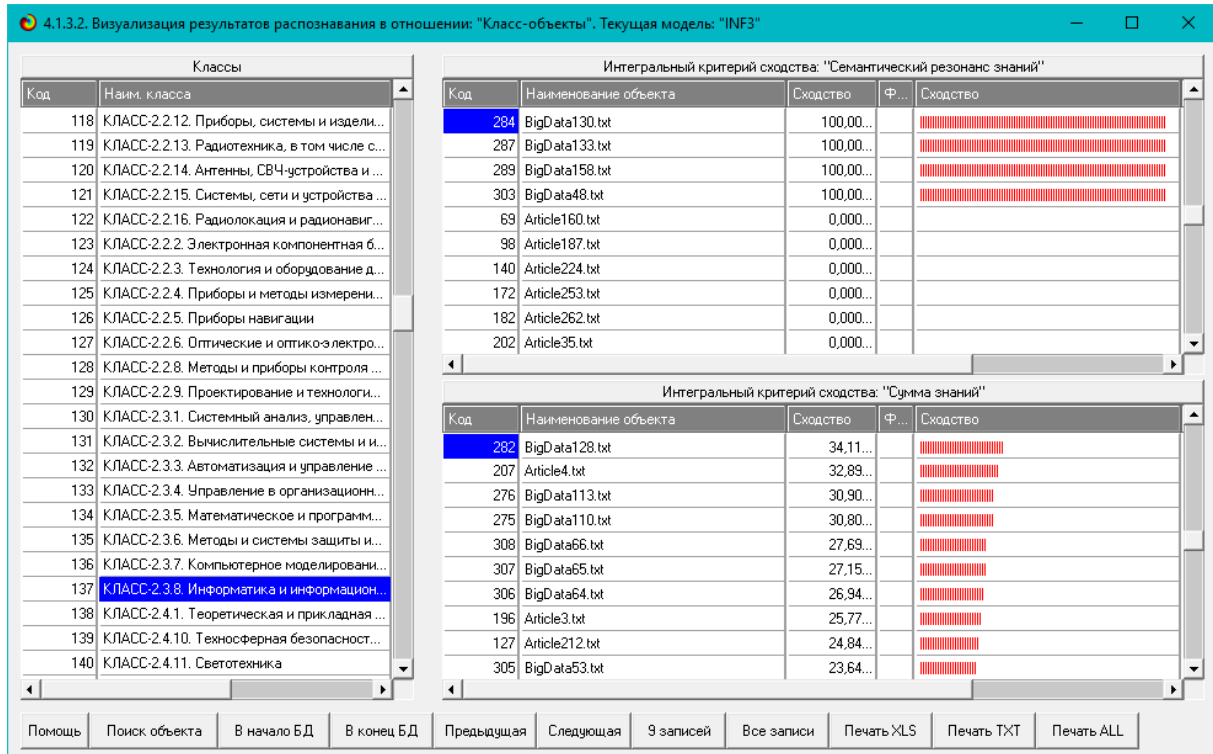 4.1.3.2. Визуализация результатов распознавания в отношении: "Класс-объекты". Текущая модель: "INF3"
Классы
Код Наим. класса
118 КЛАСС-2.2.12. Приборы, системы и издели...
119 КЛАСС-2.2.13. Радиотехника, в том числе с...
120 КЛАСС-2.2.14. Антенны, СВЧ-устройства и ...
121 КЛАСС-2.2.15. Системы, сети и устройства ...
122 КЛАСС-2.2.16. Радиолокация и радионавиг...
123 КЛАСС-2.2.2. Электронная компонентная б...
124 КЛАСС-2.2.3. Технология и оборудование д...
125 КЛАСС-2.2.4. Приборы и методы измерени...
126 КЛАСС-2.2.5. Приборы навигации
127 КЛАСС-2.2.6. Оптические и оптико-электро...
128 КЛАСС-2.2.8. Методы и приборы контроля ...
129 КЛАСС-2.2.9. Проектирование и технологи...
130 КЛАСС-2.3.1. Системный анализ, управлен...
131 КЛАСС-2.3.2. Вычислительные системы и и...
132 КЛАСС-2.3.3. Автоматизация и управление ...
133 КЛАСС-2.3.4. Управление в организационн...
134 КЛАСС-2.3.5. Математическое и программ...
135 КЛАСС-2.3.6. Методы и системы защиты и...
136 КЛАСС-2.3.7. Компьютерное моделировани...
137 КЛАСС-2.3.8. Информатика и информацион...
138 КЛАСС-2.4.1. Теоретическая и прикладная ...
139 КЛАСС-2.4.10. Техносферная безопасност...
140 КЛАСС-2.4.11. Светотехника
Интегральный критерий сходства: "Семантический резонанс знаний"
Код Наименование объекта Сходство Ф... Сходство
284 BigData130.txt 100,00...
287 BigData133.txt 100,00...
289 BigData158.txt 100,00...
303 BigData48.txt 100,00...
69 Article160.txt 0,000...
98 Article187.txt 0,000...
140 Article224.txt 0,000...
172 Article253.txt 0,000...
182 Article262.txt 0,000...
202 Article35.txt 0,000...
Интегральный критерий сходства: "Сумма знаний"
Код Наименование объекта Сходство Ф... Сходство
282 BigData128.txt 34,11...
207 Article4.txt 32,89...
276 BigData113.txt 30,90...
275 BigData110.txt 30,80...
308 BigData66.txt 27,69...
307 BigData65.txt 27,15...
306 BigData64.txt 26,94...
196 Article3.txt 25,77...
127 Article212.txt 24,84...
305 BigData53.txt 23,64...
Помощь Поиск объекта В начало БД В конец БД Предыдущая Следующая 9 записей Все записи Печать XLS Печать TXT Печать ALL